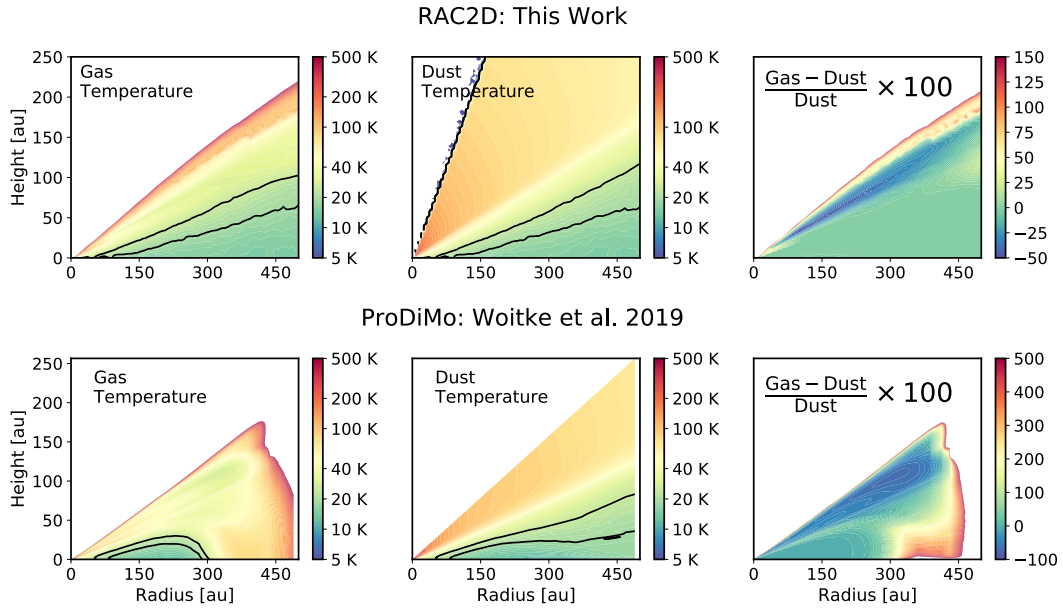 RAC2D: This Work
250
200
150
100
50
0
Height [au]
Gas
Temperature
0 150 300 450
500 K
200 K
100 K
40 K
20 K
10 K
5 K
Dust
Temperature
0 150 300 450
500 K
100 K
40 K
20 K
10 K
5 K
Gas − Dust
Dust
× 100
0 150 300 450
150
125
100
75
50
25
0
−25
−50
ProDiMo: Woitke et al. 2019
250
200
150
100
50
0
Height [au]
Gas
Temperature
0 150 300 450
Radius [au]
500 K
200 K
100 K
40 K
20 K
10 K
5 K
Dust
Temperature
0 150 300 450
Radius [au]
500 K
200 K
100 K
40 K
20 K
10 K
5 K
Gas − Dust
Dust
× 100
0 150 300 450
Radius [au]
500
400
300
200
100
0
−100